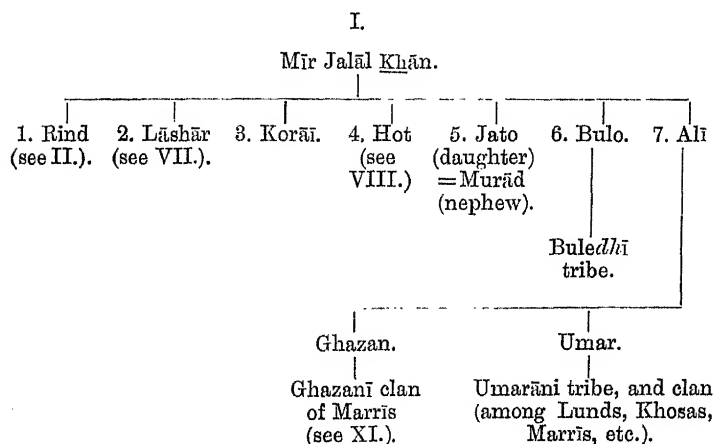 I.
Mīr Jalāl Khān.
1. Rind 2. Lāshār 3. Korāī. 4. Hot 5. Jato 6. Bulo. 7. Alī
(see II.). (see VII.). (see (daughter)
VIII.) =Murād
(nephew).
Buledhī
tribe.
Ghazan. Umar.
Ghazanī clan Umarāni tribe, and clan
of Marrīs (among Lunds, Khosas,
(see XI.). Marrīs, etc.).